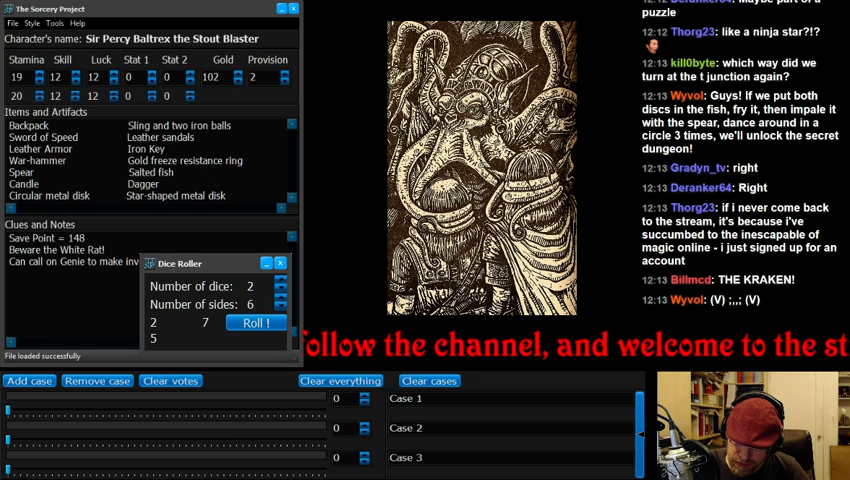 The Sorcery Project
File Style Tools Help
Character's name: Sir Percy Baltrex the Stout Blaster
Stamina Skill Luck Stat 1 Stat 2 Gold Provision
19 12 12 0 0 102 2
20 12 12 0 0
Items and Artifacts
Backpack Sling and two iron balls
Sword of Speed Leather sandals
Leather Armor Iron Key
War-hammer Gold freeze resistance ring
Spear Salted fish
Candle Dagger
Circular metal disk Star-shaped metal disk
Clues and Notes
Save Point = 148
Beware the White Rat!
Can call on Genie to make inv
File loaded successfully
Dice Roller
Number of dice: 2
Number of sides: 6
2 7 Roll !
5
puzzle
12:12 Thorg23: like a ninja star?!?
12:13 kill0byte: which way did we
turn at the t junction again?
12:13 Wyvol: Guys! If we put both
discs in the fish, fry it, then impale it
with the spear, dance around in a
circle 3 times, we'll unlock the secret
dungeon!
12:13 Gradyn_tv: right
12:13 Deranker64: Right
12:13 Thorg23: if i never come back
to the stream, it's because i've
succumbed to the inescapable of
magic online - i just signed up for an
account
12:13 Billmcd: THE KRAKEN!
12:13 Wyvol: (V) ;,,; (V)
follow the channel, and welcome to the st
Add case Remove case Clear votes Clear everything Clear cases
0 Case 1
0 Case 2
0 Case 3